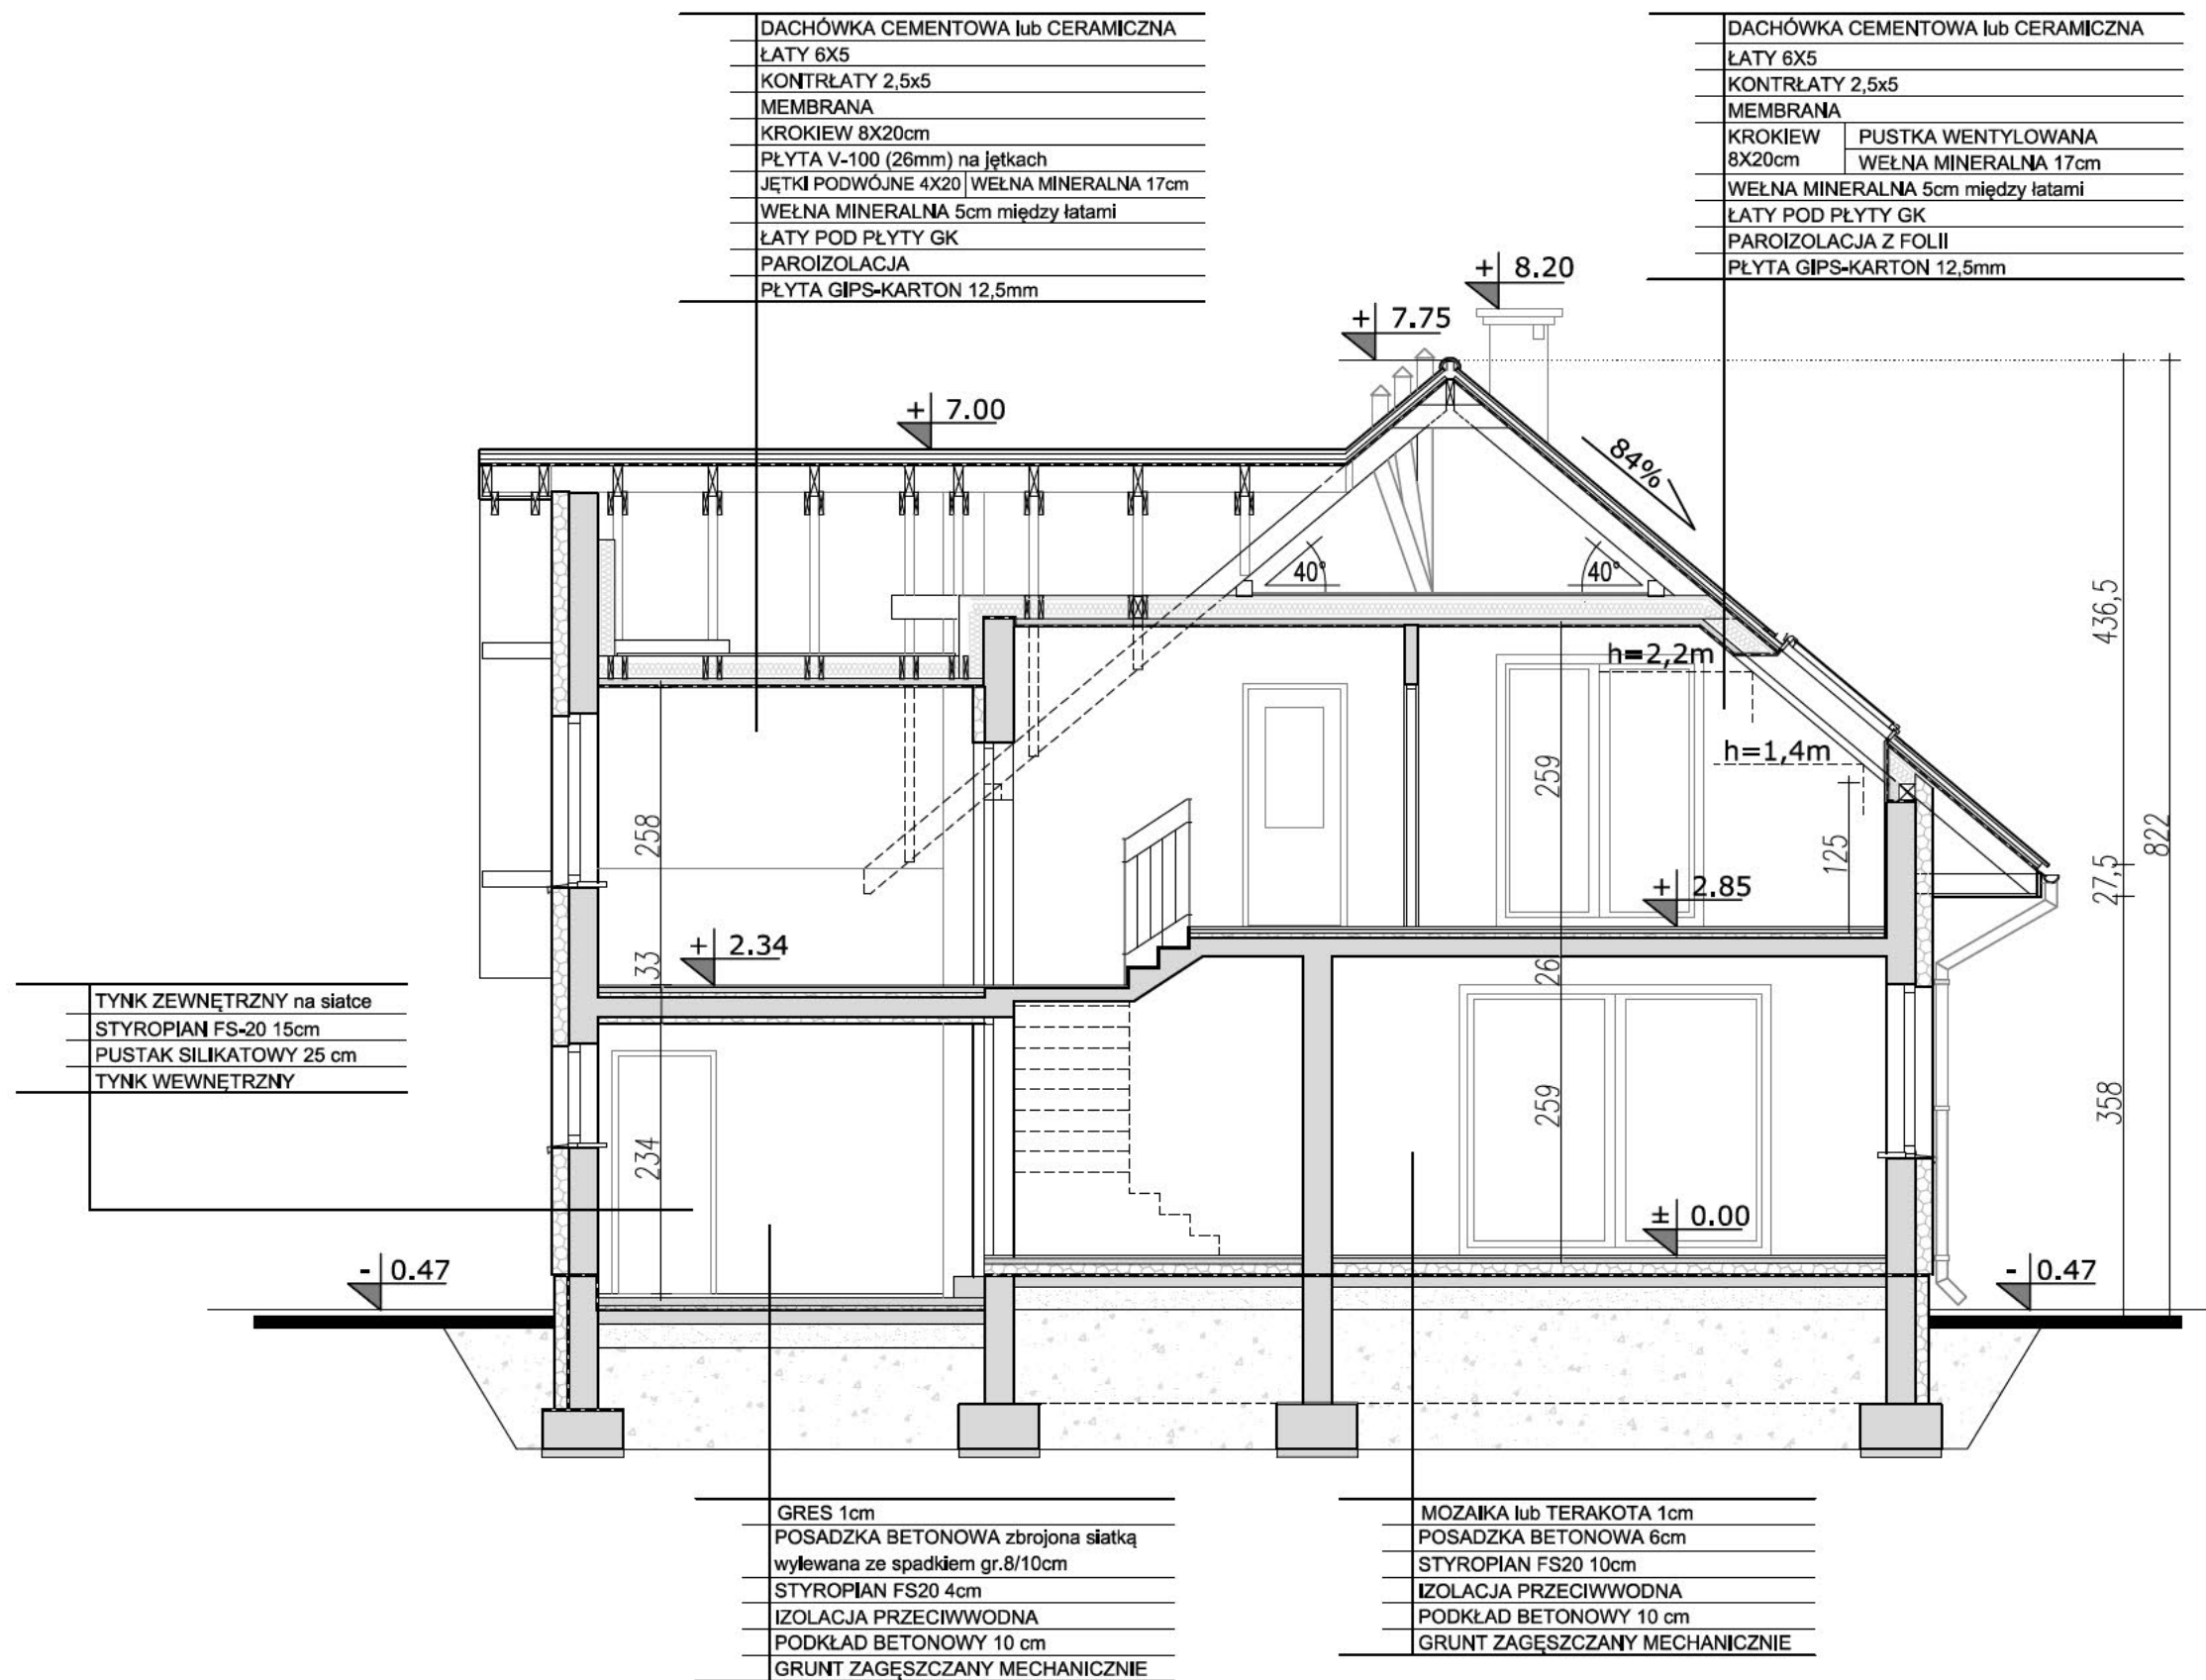 DACHÓWKA CEMENTOWA lub CERAMICZNA
ŁATY 6X5
KONTRŁATY 2,5x5
MEMBRANA
KROKIEW 8X20cm
PŁYTA V-100 (26mm) na jętkach
JĘTKI PODWÓJNE 4X20 WEŁNA MINERALNA 17cm
WEŁNA MINERALNA 5cm między łatami
ŁATY POD PŁYTY GK
PAROIZOLACJA
PŁYTA GIPS-KARTON 12,5mm
DACHÓWKA CEMENTOWA lub CERAMICZNA
ŁATY 6X5
KONTRŁATY 2,5x5
MEMBRANA
KROKIEW 8X20cm
PUSTKA WENTYLOWANA
WEŁNA MINERALNA 17cm
WEŁNA MINERALNA 5cm między łatami
ŁATY POD PŁYTY GK
PAROIZOLACJA Z FOLII
PŁYTA GIPS-KARTON 12,5mm
+ 8.20
+ 7.75
+ 7.00
84%
40°
40°
436,5
h=2,2m
h=1,4m
259
258
125
822
27,5
+ 2.85
+ 2.34
33
26
TYNK ZEWNĘTRZNY na siatce
STYROPIAN FS-20 15cm
PUSTAK SILIKATOWY 25 cm
TYNK WEWNĘTRZNY
234
259
358
± 0.00
- 0.47
- 0.47
GRES 1cm
POSADZKA BETONOWA zbrojona siatką
wylewana ze spadkiem gr.8/10cm
STYROPIAN FS20 4cm
IZOLACJA PRZECIWWODNA
PODKŁAD BETONOWY 10 cm
GRUNT ZAGĘSZCZANY MECHANICZNIE
MOZAIKA lub TERAKOTA 1cm
POSADZKA BETONOWA 6cm
STYROPIAN FS20 10cm
IZOLACJA PRZECIWWODNA
PODKŁAD BETONOWY 10 cm
GRUNT ZAGĘSZCZANY MECHANICZNIE